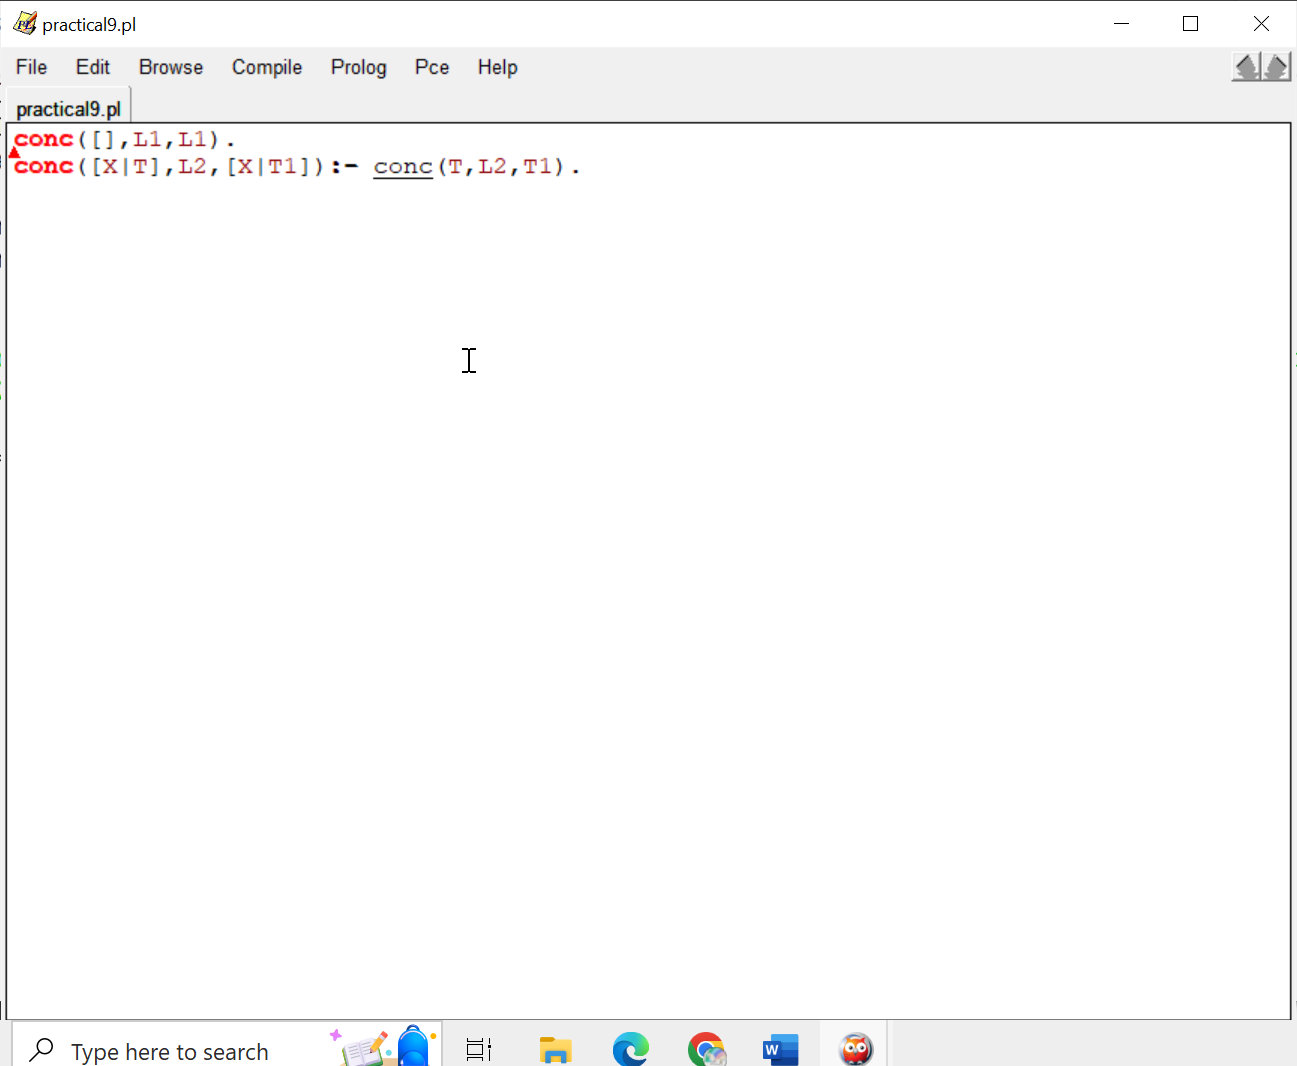 practical9.pl
File Edit Browse Compile Prolog Pce Help
practical9.pl
conc([],L1,L1).
conc([X|T],L2,[X|T1]):- conc(T,L2,T1).
Type here to search